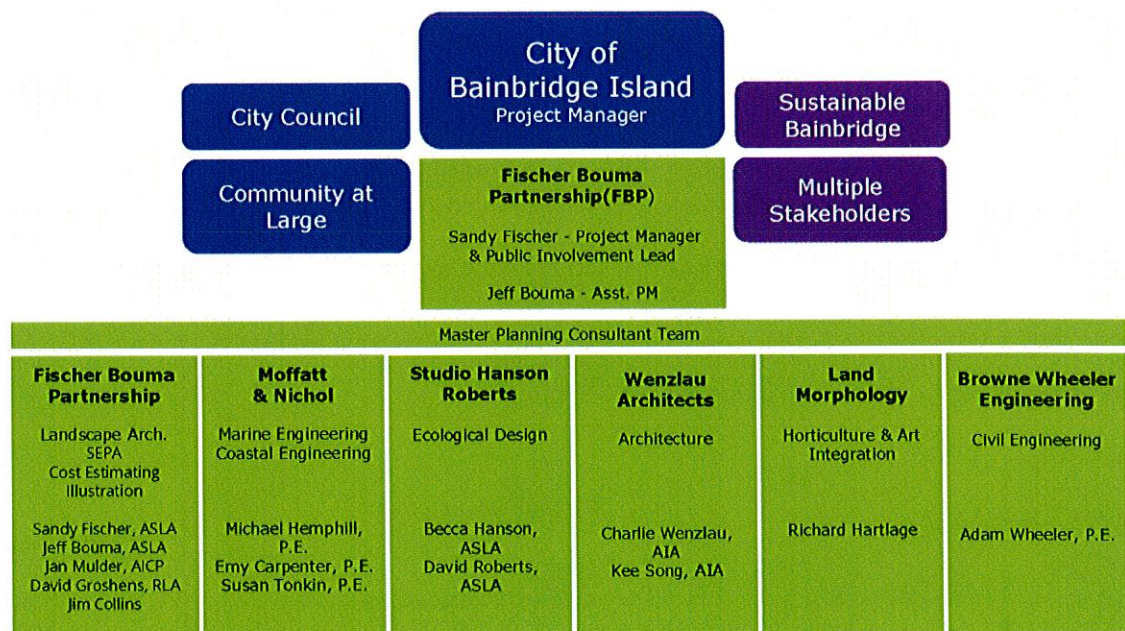 City of
Bainbridge Island
Project Manager
City Council
Community at
Large
Sustainable
Bainbridge
Multiple
Stakeholders
Fischer Bouma
Partnership(FBP)
Sandy Fischer - Project Manager
& Public Involvement Lead
Jeff Bouma - Asst. PM
Master Planning Consultant Team
Fischer Bouma
Partnership
Landscape Arch.
SEPA
Cost Estimating
Illustration
Sandy Fischer, ASLA
Jeff Bouma, ASLA
Jan Mulder, AICP
David Groshens, RLA
Jim Collins
Moffatt
& Nichol
Marine Engineering
Coastal Engineering
Michael Hemphill,
P.E.
Emy Carpenter, P.E.
Susan Tonkin, P.E.
Studio Hanson
Roberts
Ecological Design
Becca Hanson,
ASLA
David Roberts,
ASLA
Wenzlau
Architects
Architecture
Charlie Wenzlau,
AIA
Kee Song, AIA
Land
Morphology
Horticulture & Art
Integration
Richard Hartlage
Browne Wheeler
Engineering
Civil Engineering
Adam Wheeler, P.E.